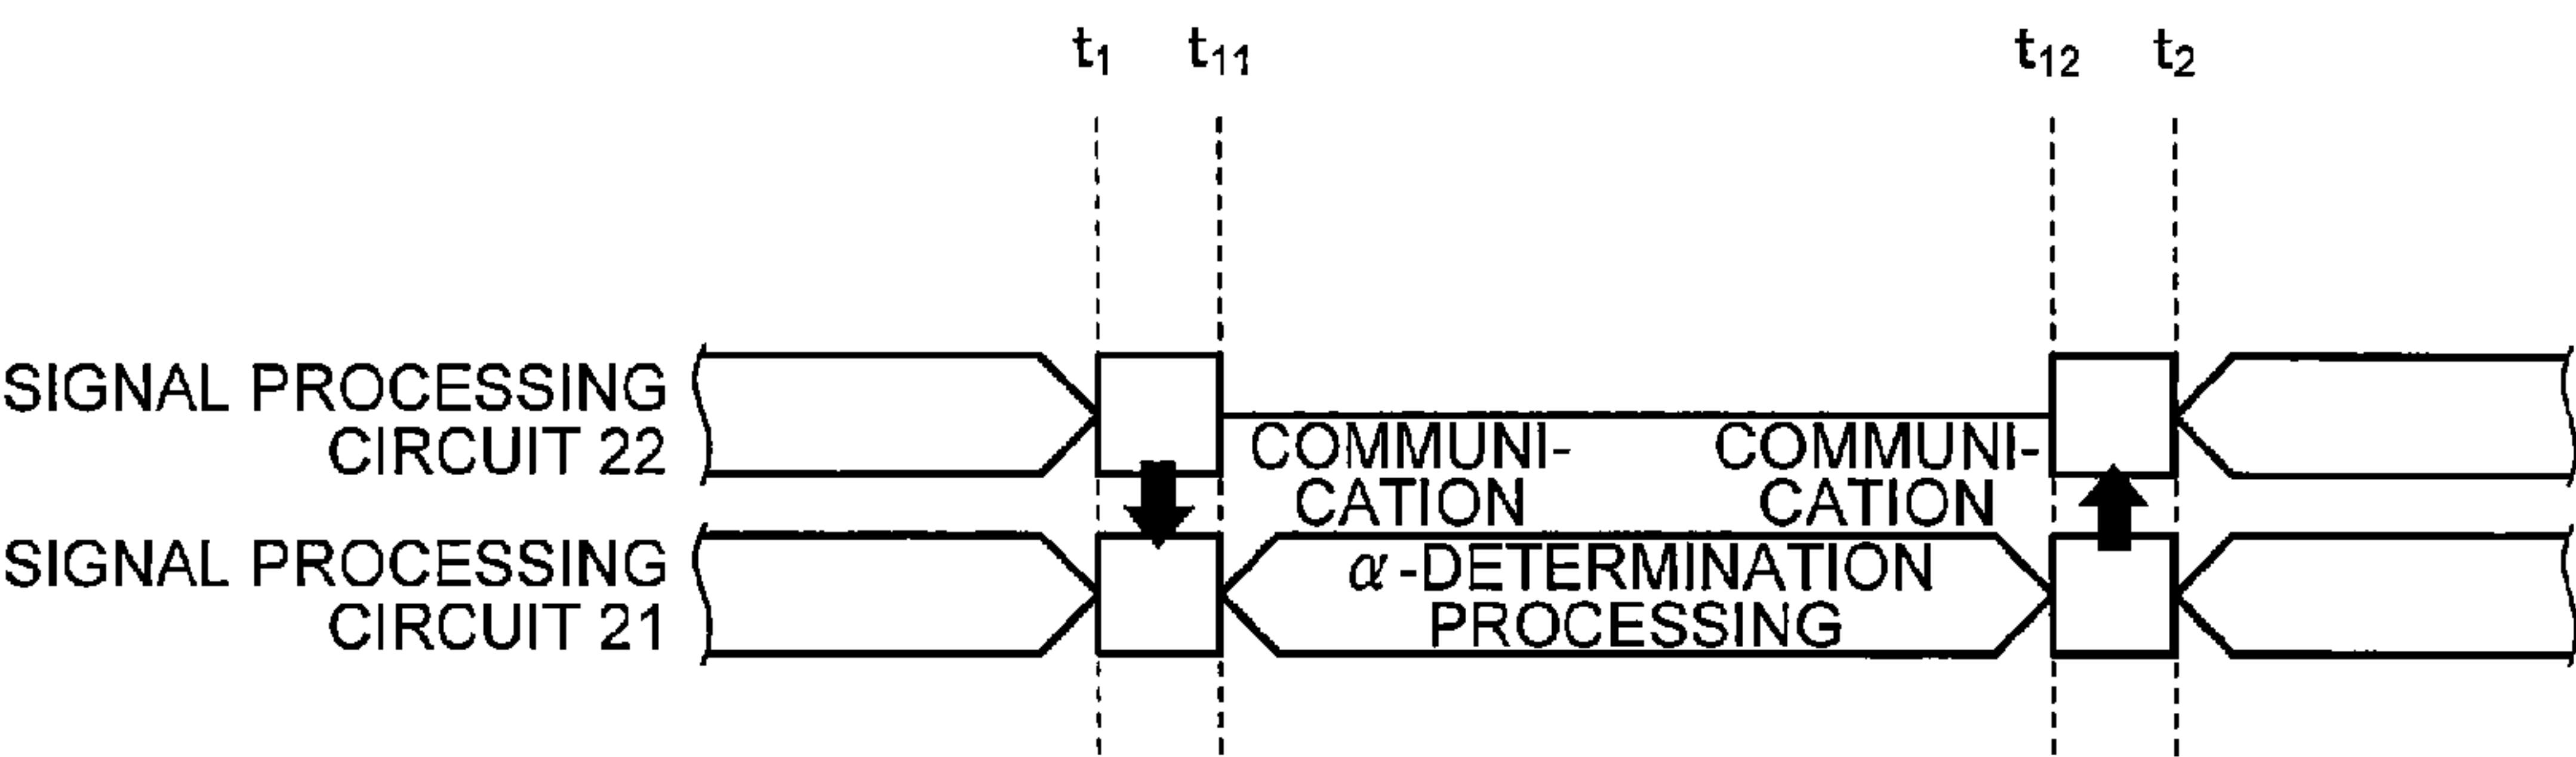 t1 t11 t12 t2
SIGNAL PROCESSING
CIRCUIT 22
COMMUNI-
CATION
COMMUNI-
CATION
SIGNAL PROCESSING
CIRCUIT 21
α-DETERMINATION
PROCESSING